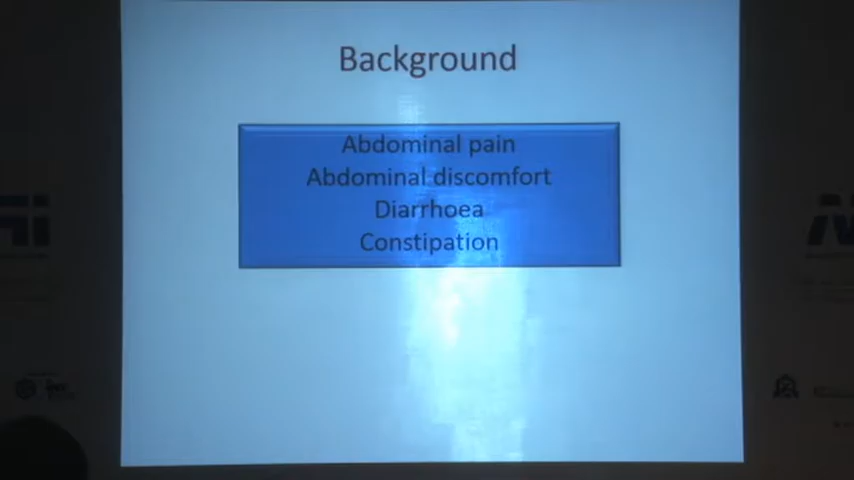 Background
Abdominal pain
Abdominal discomfort
Diarrhoea
Constipation